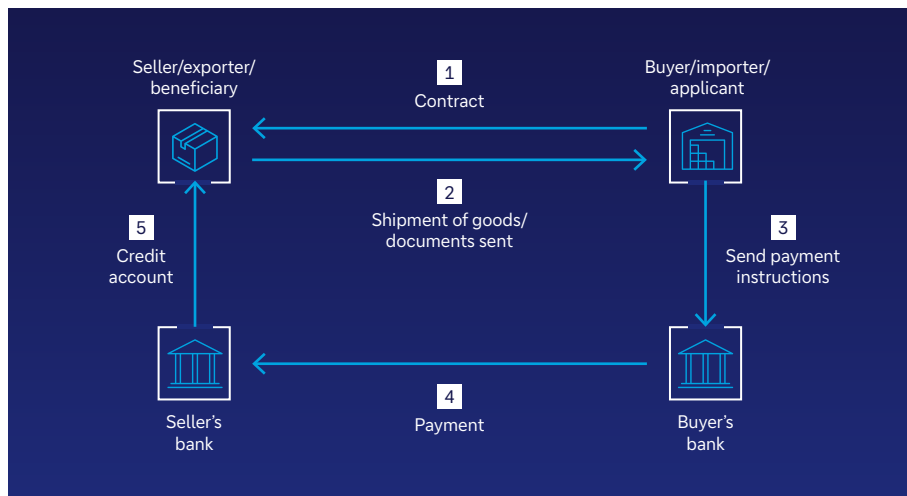 Seller/exporter/
beneficiary
1
Contract
Buyer/importer/
applicant
2
Shipment of goods/
documents sent
5
Credit
account
3
Send payment
instructions
Seller’s
bank
4
Payment
Buyer’s
bank